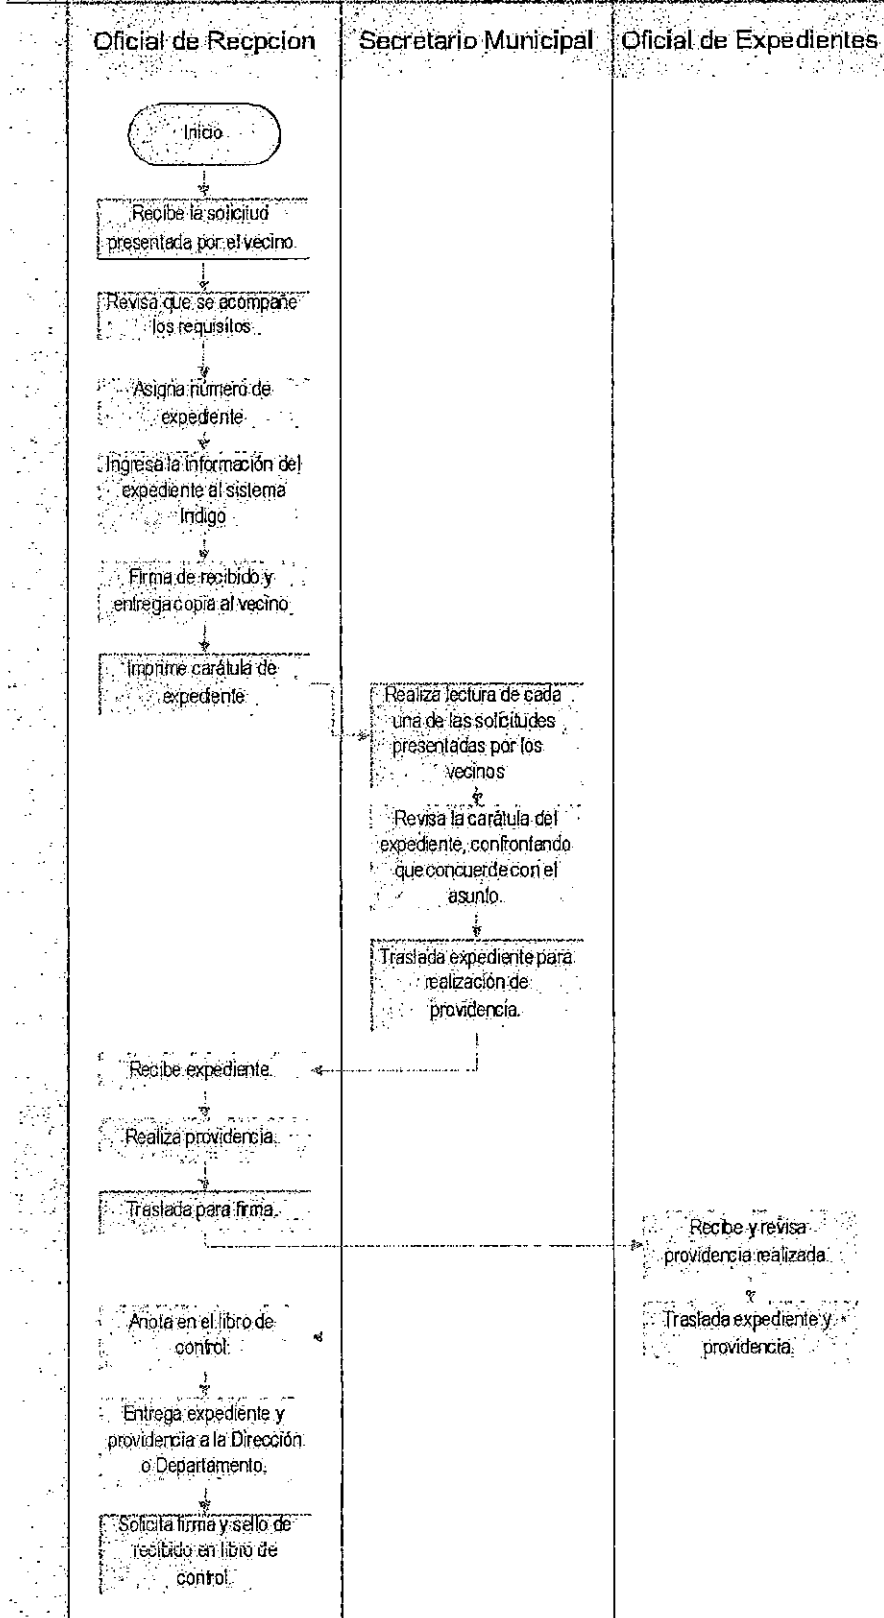 Oficial de Recpcion
Secretario Municipal
Oficial de Expedientes
Inicio
Recibe la solicitud
presentada por el vecino.
Revisa que se acompañe
los requisitos
Asigna número de
expediente
Ingresa la información del
expediente al sistema
Indigo
Firma de recibido y
entrega copia al vecino
Imprime carátula de
expediente
Realiza lectura de cada
una de las solicitudes
presentadas por los
vecinos
Revisa la carátula del
expediente, confrontando
que concuerde con el
asunto.
Traslada expediente para
realización de
providencia.
Recibe expediente.
Realiza providencia.
Traslada para firma.
Recibe y revisa
providencia realizada
Traslada expediente y
providencia.
Anota en el libro de
control.
Entrega expediente y
providencia a la Dirección
o Departamento.
Solicita firma y sello de
recibido en libro de
control.